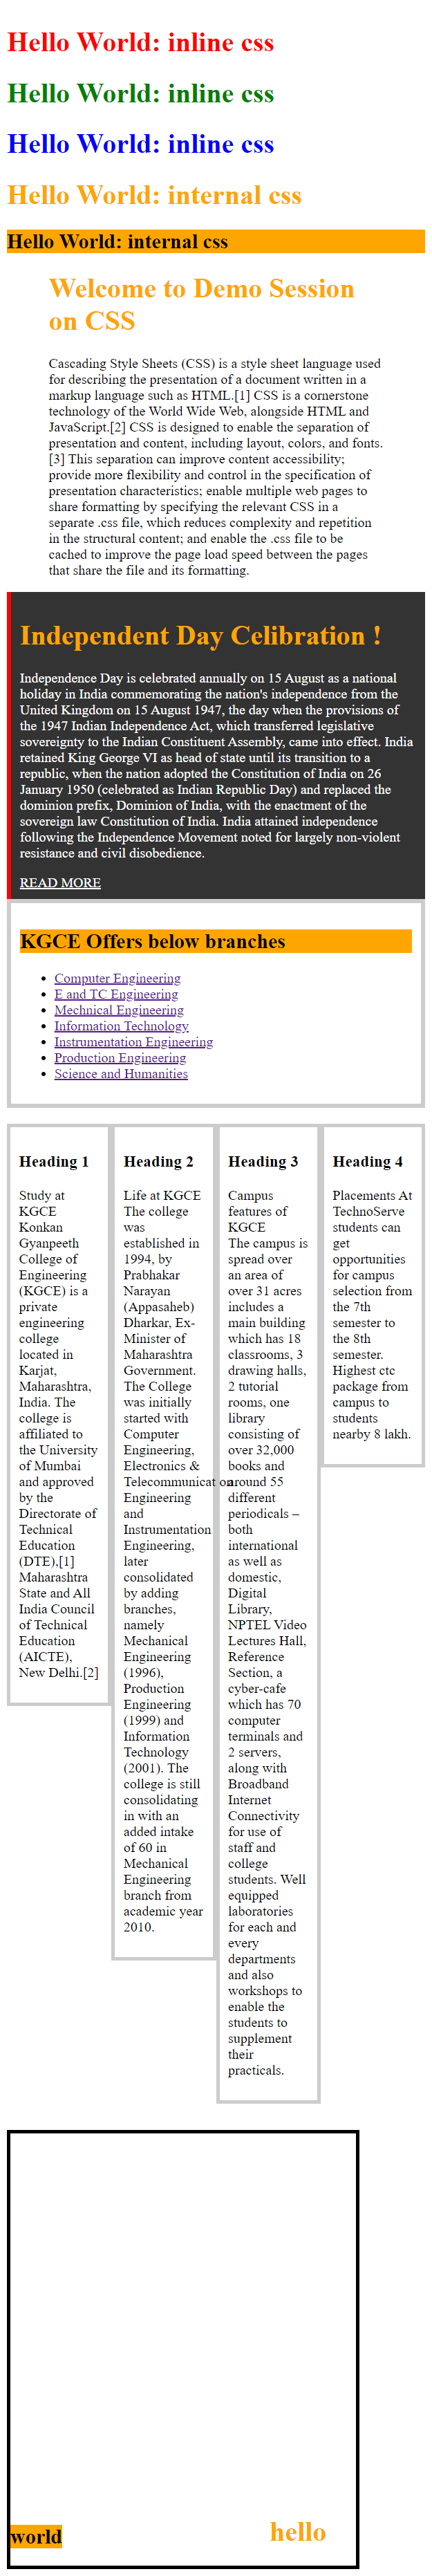 Hello World: inline css
Hello World: inline css
Hello World: inline css
Hello World: internal css
Hello World: internal css
Welcome to Demo Session
on CSS
Cascading Style Sheets (CSS) is a style sheet language used
for describing the presentation of a document written in a
markup language such as HTML.[1] CSS is a cornerstone
technology of the World Wide Web, alongside HTML and
JavaScript.[2] CSS is designed to enable the separation of
presentation and content, including layout, colors, and fonts.
[3] This separation can improve content accessibility;
provide more flexibility and control in the specification of
presentation characteristics; enable multiple web pages to
share formatting by specifying the relevant CSS in a
separate .css file, which reduces complexity and repetition
in the structural content; and enable the .css file to be
cached to improve the page load speed between the pages
that share the file and its formatting.
Independent Day Celibration !
Independence Day is celebrated annually on 15 August as a national
holiday in India commemorating the nation's independence from the
United Kingdom on 15 August 1947, the day when the provisions of
the 1947 Indian Independence Act, which transferred legislative
sovereignty to the Indian Constituent Assembly, came into effect. India
retained King George VI as head of state until its transition to a
republic, when the nation adopted the Constitution of India on 26
January 1950 (celebrated as Indian Republic Day) and replaced the
dominion prefix, Dominion of India, with the enactment of the
sovereign law Constitution of India. India attained independence
following the Independence Movement noted for largely non-violent
resistance and civil disobedience.
READ MORE
KGCE Offers below branches
Computer Engineering
E and TC Engineering
Mechnical Engineering
Information Technology
Instrumentation Engineering
Production Engineering
Science and Humanities
Heading 1
Study at
KGCE
Konkan
Gyanpeeth
College of
Engineering
(KGCE) is a
private
engineering
college
located in
Karjat,
Maharashtra,
India. The
college is
affiliated to
the University
of Mumbai
and approved
by the
Directorate of
Technical
Education
(DTE),[1]
Maharashtra
State and All
India Council
of Technical
Education
(AICTE),
New Delhi.[2]
Heading 2
Life at KGCE
The college
was
established in
1994, by
Prabhakar
Narayan
(Appasaheb)
Dharkar, Ex-
Minister of
Maharashtra
Government.
The College
was initially
started with
Computer
Engineering,
Electronics &
Telecommunication
Engineering
and
Instrumentation
Engineering,
later
consolidated
by adding
branches,
namely
Mechanical
Engineering
(1996),
Production
Engineering
(1999) and
Information
Technology
(2001). The
college is still
consolidating
in with an
added intake
of 60 in
Mechanical
Engineering
branch from
academic year
2010.
Heading 3
Campus
features of
KGCE
The campus is
spread over
an area of
over 31 acres
includes a
main building
which has 18
classrooms, 3
drawing halls,
2 tutorial
rooms, one
library
consisting of
over 32,000
books and
around 55
different
periodicals –
both
international
as well as
domestic,
Digital
Library,
NPTEL Video
Lectures Hall,
Reference
Section, a
cyber-cafe
which has 70
computer
terminals and
2 servers,
along with
Broadband
Internet
Connectivity
for use of
staff and
college
students. Well
equipped
laboratories
for each and
every
departments
and also
workshops to
enable the
students to
supplement
their
practicals.
Heading 4
Placements At
TechnoServe
students can
get
opportunities
for campus
selection from
the 7th
semester to
the 8th
semester.
Highest ctc
package from
campus to
students
nearby 8 lakh.
hello
world